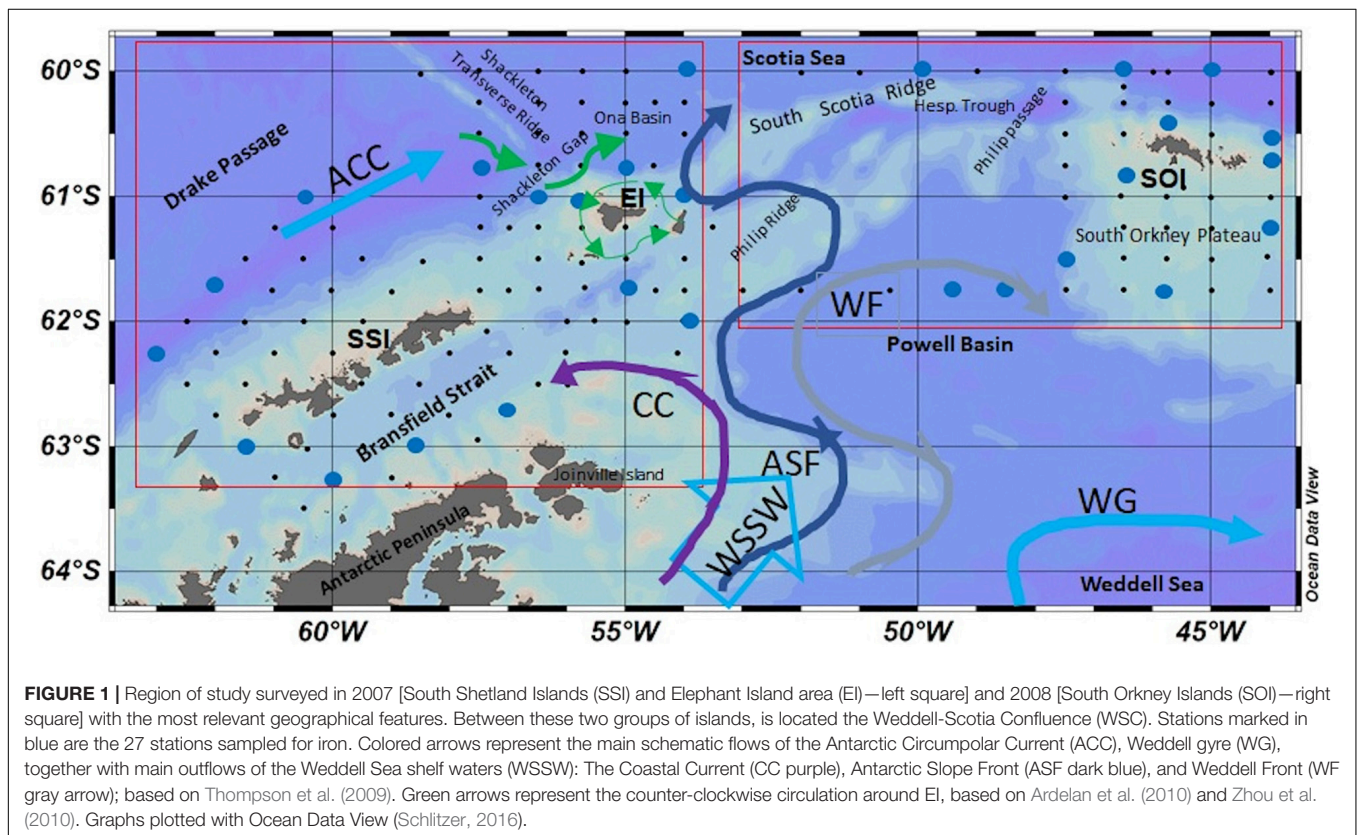 60°S
61°S
62°S
63°S
64°S
60°W
55°W
50°W
45°W
Drake Passage
ACC
Shackleton
Transverse Ridge
Shackleton Gap
Ona Basin
EI
SSI
Bransfield Strait
CC
Joinville Island
Antarctic Peninsula
Scotia Sea
South Scotia Ridge
Hesp. Trough
Philip passage
SOI
South Orkney Plateau
Philip Ridge
WF
Powell Basin
ASF
WSSW
WG
Weddell Sea
Ocean Data View
FIGURE 1 | Region of study surveyed in 2007 [South Shetland Islands (SSI) and Elephant Island area (EI)—left square] and 2008 [South Orkney Islands (SOI)—right
square] with the most relevant geographical features. Between these two groups of islands, is located the Weddell-Scotia Confluence (WSC). Stations marked in
blue are the 27 stations sampled for iron. Colored arrows represent the main schematic flows of the Antarctic Circumpolar Current (ACC), Weddell gyre (WG),
together with main outflows of the Weddell Sea shelf waters (WSSW): The Coastal Current (CC purple), Antarctic Slope Front (ASF dark blue), and Weddell Front (WF
gray arrow); based on Thompson et al. (2009). Green arrows represent the counter-clockwise circulation around EI, based on Ardelan et al. (2010) and Zhou et al.
(2010). Graphs plotted with Ocean Data View (Schlitzer, 2016).